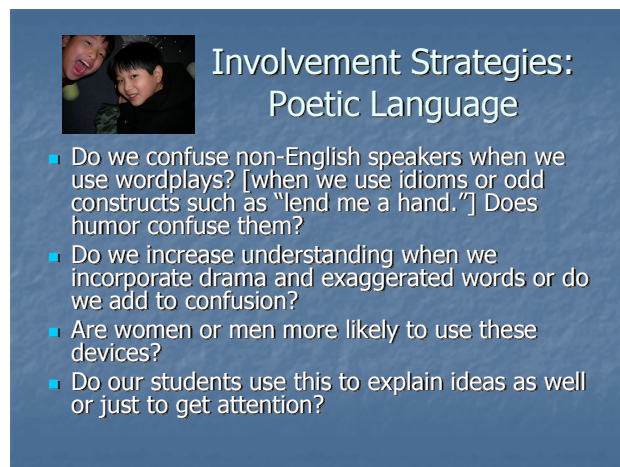 Involvement Strategies:
Poetic Language
Do we confuse non-English speakers when we
use wordplays? [when we use idioms or odd
constructs such as “lend me a hand.”] Does
humor confuse them?
Do we increase understanding when we
incorporate drama and exaggerated words or do
we add to confusion?
Are women or men more likely to use these
devices?
Do our students use this to explain ideas as well
or just to get attention?